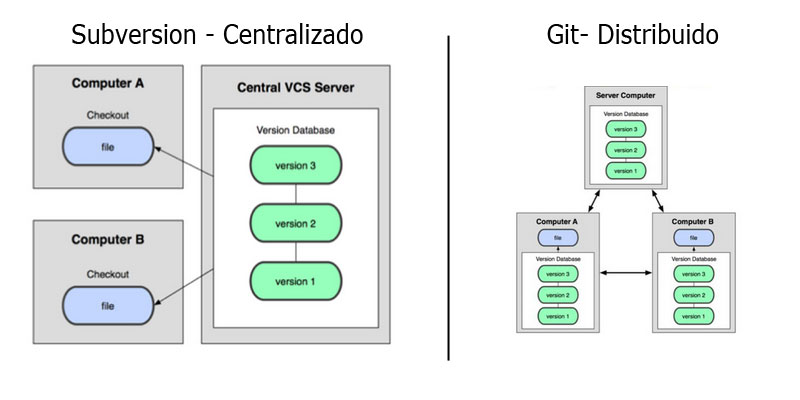 Subversion - Centralizado
Computer A
Checkout
file
Computer B
Checkout
file
Central VCS Server
Version Database
version 3
version 2
version 1
Git- Distribuido
Server Computer
Version Database
version 3
version 2
version 1
Computer A
file
Version Database
version 3
version 2
version 1
Computer B
file
Version Database
version 3
version 2
version 1